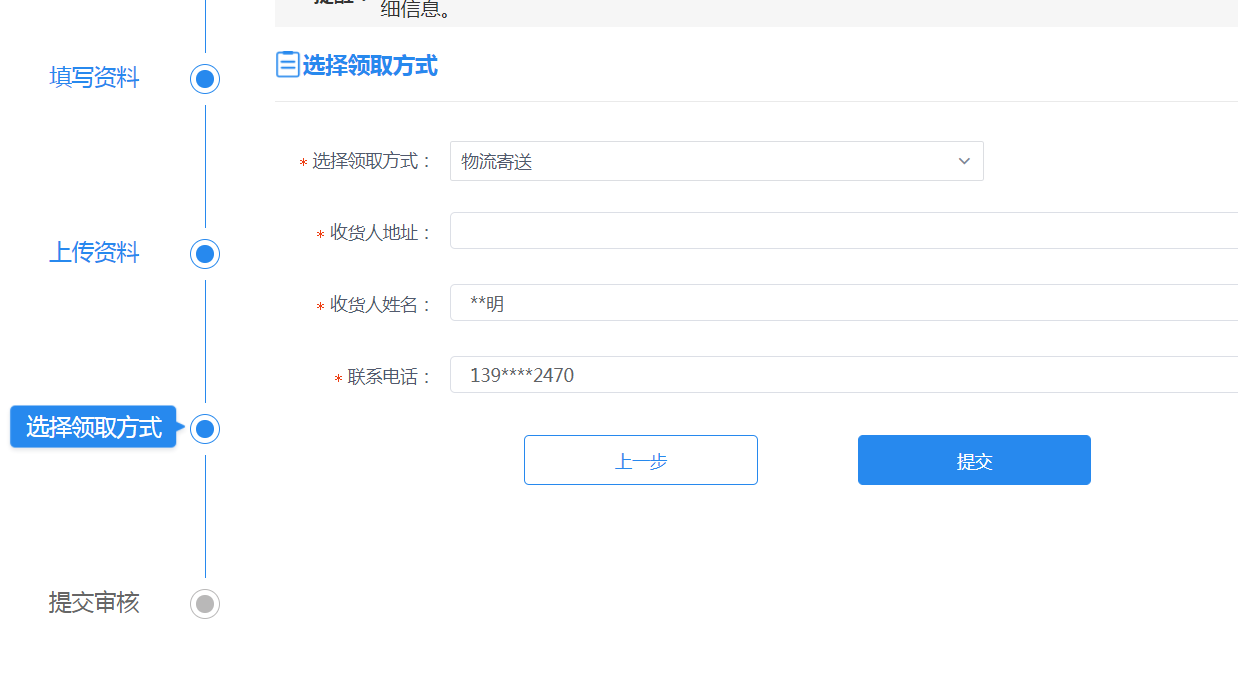 细信息。
选择领取方式
填写资料
* 选择领取方式： 物流寄送
* 收货人地址：
上传资料
* 收货人姓名： **明
* 联系电话： 139****2470
选择领取方式
上一步 提交
提交审核